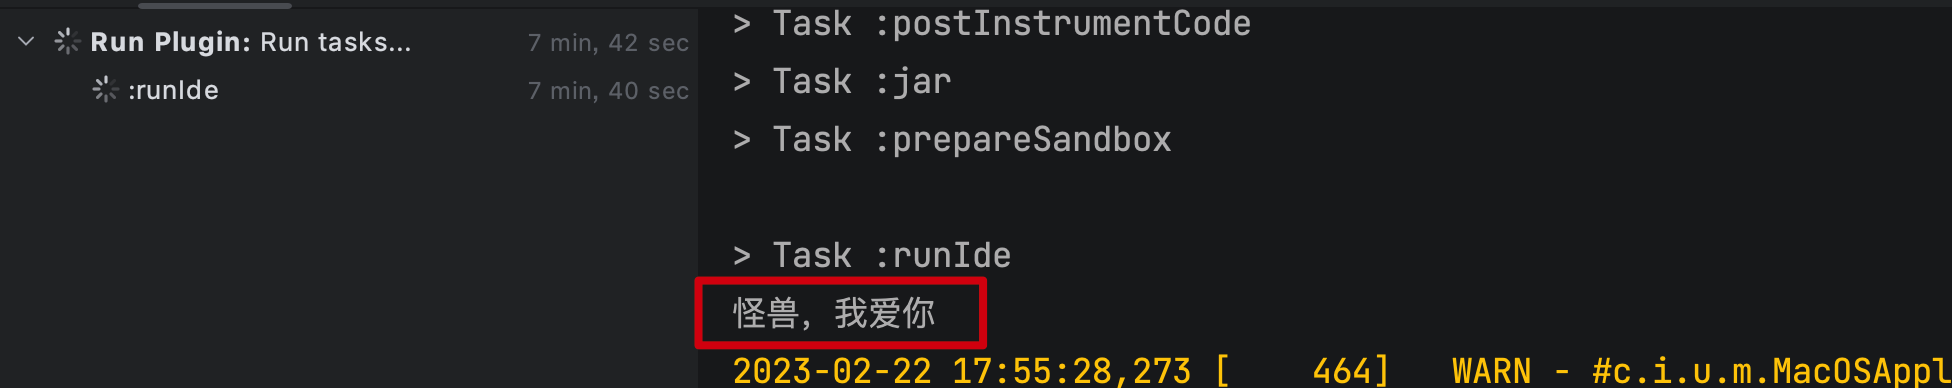 Run Plugin: Run tasks... 7 min, 42 sec
:runIde 7 min, 40 sec
> Task :postInstrumentCode
> Task :jar
> Task :prepareSandbox
> Task :runIde
怪兽，我爱你
2023-02-22 17:55:28,273 [    464]   WARN - #c.i.u.m.MacOSAppl